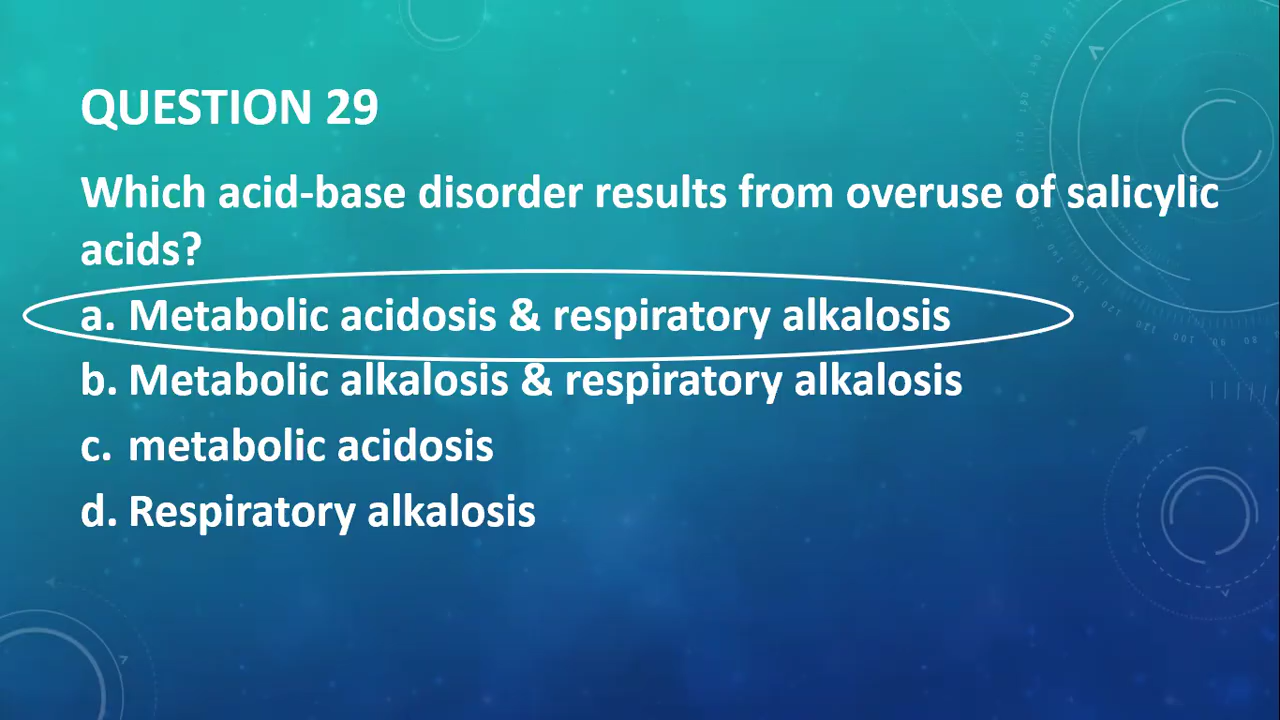 QUESTION 29
Which acid-base disorder results from overuse of salicylic
acids?
a. Metabolic acidosis & respiratory alkalosis
b. Metabolic alkalosis & respiratory alkalosis
c. metabolic acidosis
d. Respiratory alkalosis